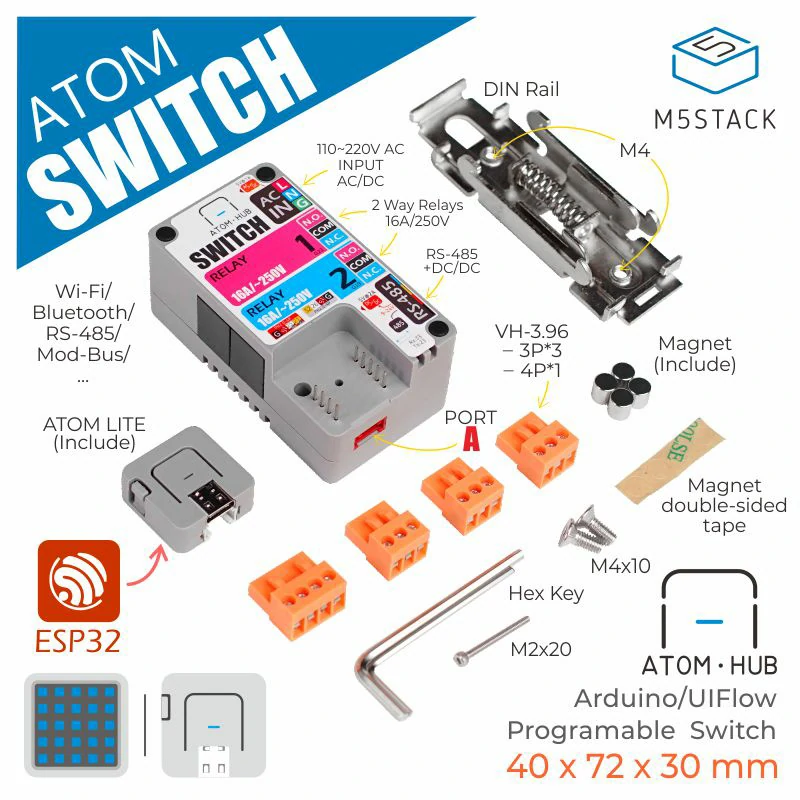 ATOM
SWITCH
5
M5STACK
DIN Rail
M4
110~220V AC
INPUT
AC/DC
2 Way Relays
16A/250V
RS-485
+DC/DC
AC
IN
L
N
G
ATOM·HUB
SWITCH
RELAY
1
N.O.
COM
N.C.
16A/~250V
RELAY
2
N.O.
COM
N.C.
16A/~250V
RS-485
485
Wi-Fi/
Bluetooth/
RS-485/
Mod-Bus/
...
VH-3.96
– 3P*3
– 4P*1
Magnet
(Include)
ATOM LITE
(Include)
PORT
A
Magnet
double-sided
tape
M4x10
Hex Key
M2x20
ESP32
ATOM·HUB
Arduino/UIFlow
Programable Switch
40 x 72 x 30 mm